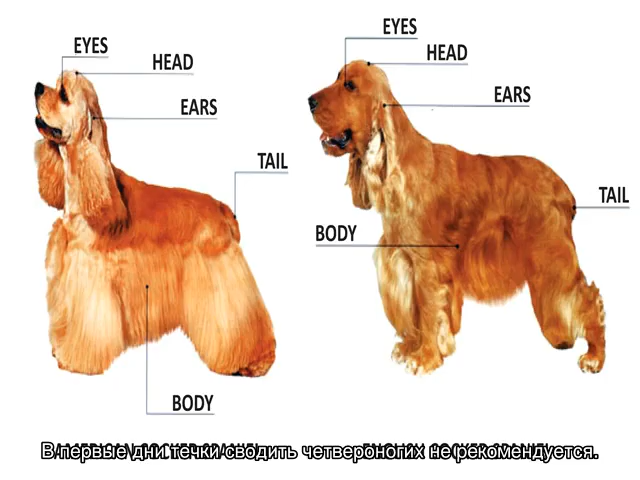 EYES
HEAD
EARS
TAIL
BODY
EYES
HEAD
EARS
TAIL
BODY
В первые дни течки сводить четвероногих не рекомендуется.